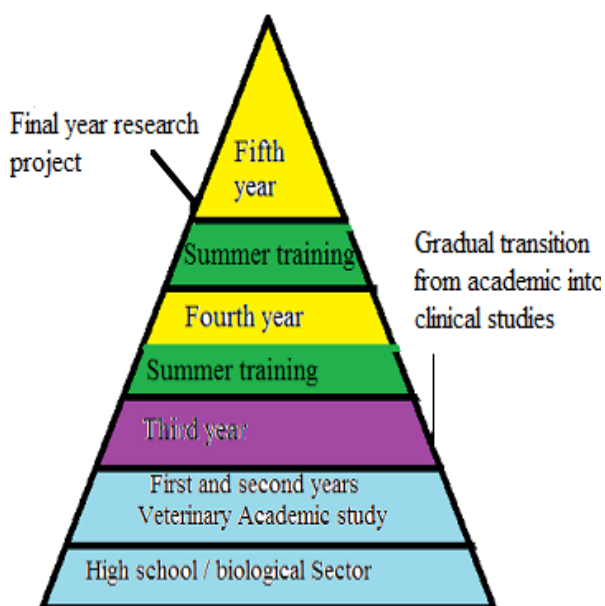 Final year research
project
Fifth
year
Summer training
Gradual transition
from academic into
clinical studies
Fourth year
Summer training
Third year
First and second years
Veterinary Academic study
High school / biological Sector